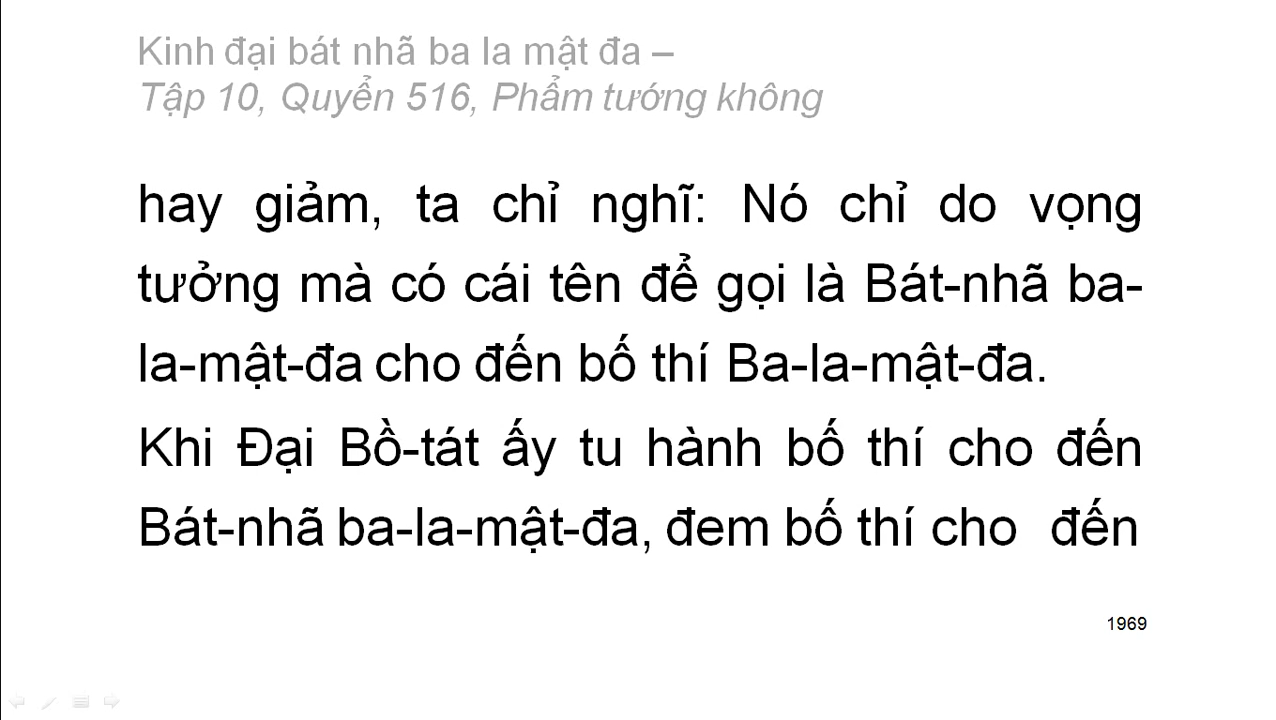 Kinh đại bát nhã ba la mật đa –
Tập 10, Quyển 516, Phẩm tướng không
hay giảm, ta chỉ nghĩ: Nó chỉ do vọng
tưởng mà có cái tên để gọi là Bát-nhã ba-
la-mật-đa cho đến bố thí Ba-la-mật-đa.
Khi Đại Bồ-tát ấy tu hành bố thí cho đến
Bát-nhã ba-la-mật-đa, đem bố thí cho đến
1969